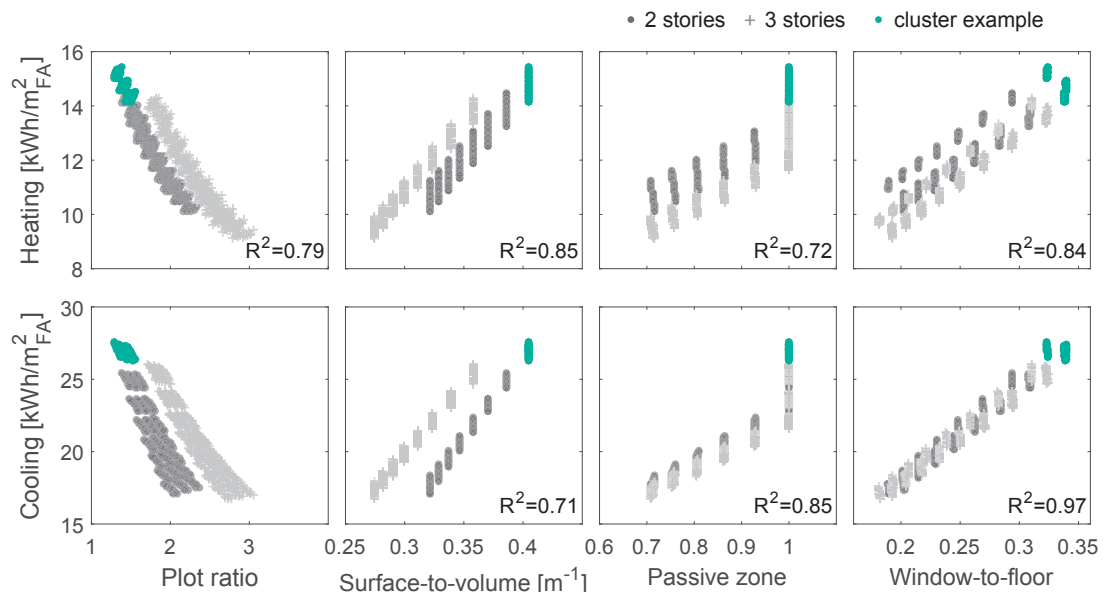 2 stories 3 stories cluster example
Heating [kWh/m²FA]
16
14
12
10
8
R²=0.79
R²=0.85
R²=0.72
R²=0.84
Cooling [kWh/m²FA]
30
25
20
15
R²=0.71
R²=0.85
R²=0.97
1 2 3
0.25 0.3 0.35 0.4
0.6 0.7 0.8 0.9 1
0.2 0.25 0.3 0.35
Plot ratio
Surface-to-volume [m⁻¹]
Passive zone
Window-to-floor